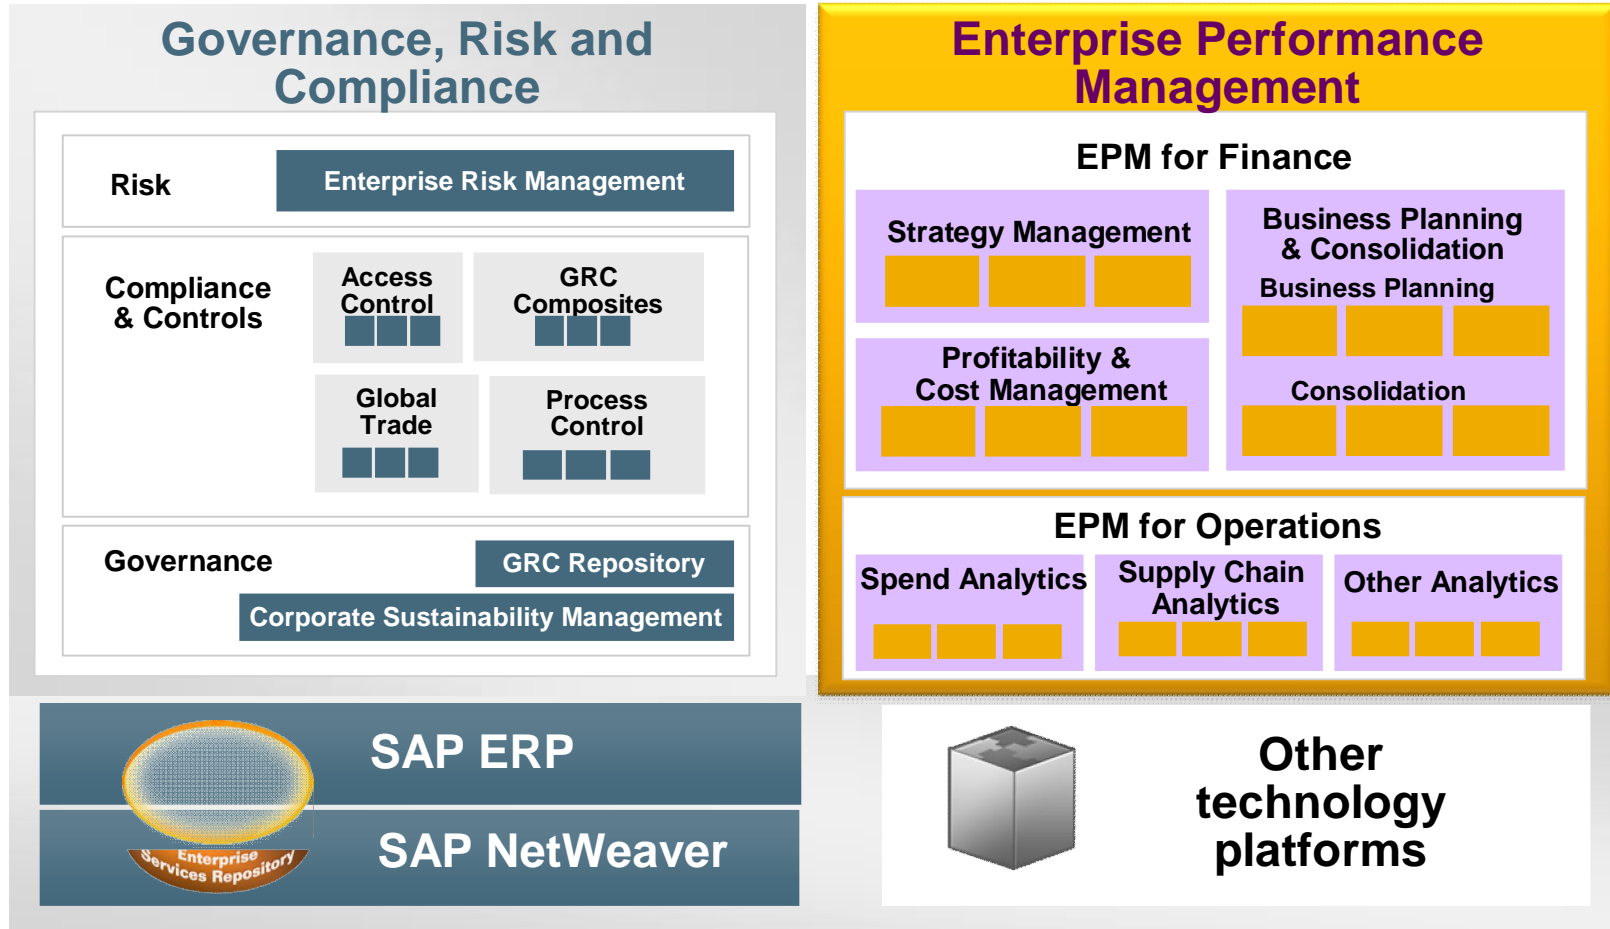 Governance, Risk and
Compliance
Risk
Enterprise Risk Management
Compliance
& Controls
Access
Control
GRC
Composites
Global
Trade
Process
Control
Governance
GRC Repository
Corporate Sustainability Management
Enterprise Performance
Management
EPM for Finance
Strategy Management
Business Planning
& Consolidation
Business Planning
Profitability &
Cost Management
Consolidation
EPM for Operations
Spend Analytics
Supply Chain
Analytics
Other Analytics
SAP ERP
SAP NetWeaver
Enterprise
Services Repository
Other
technology
platforms